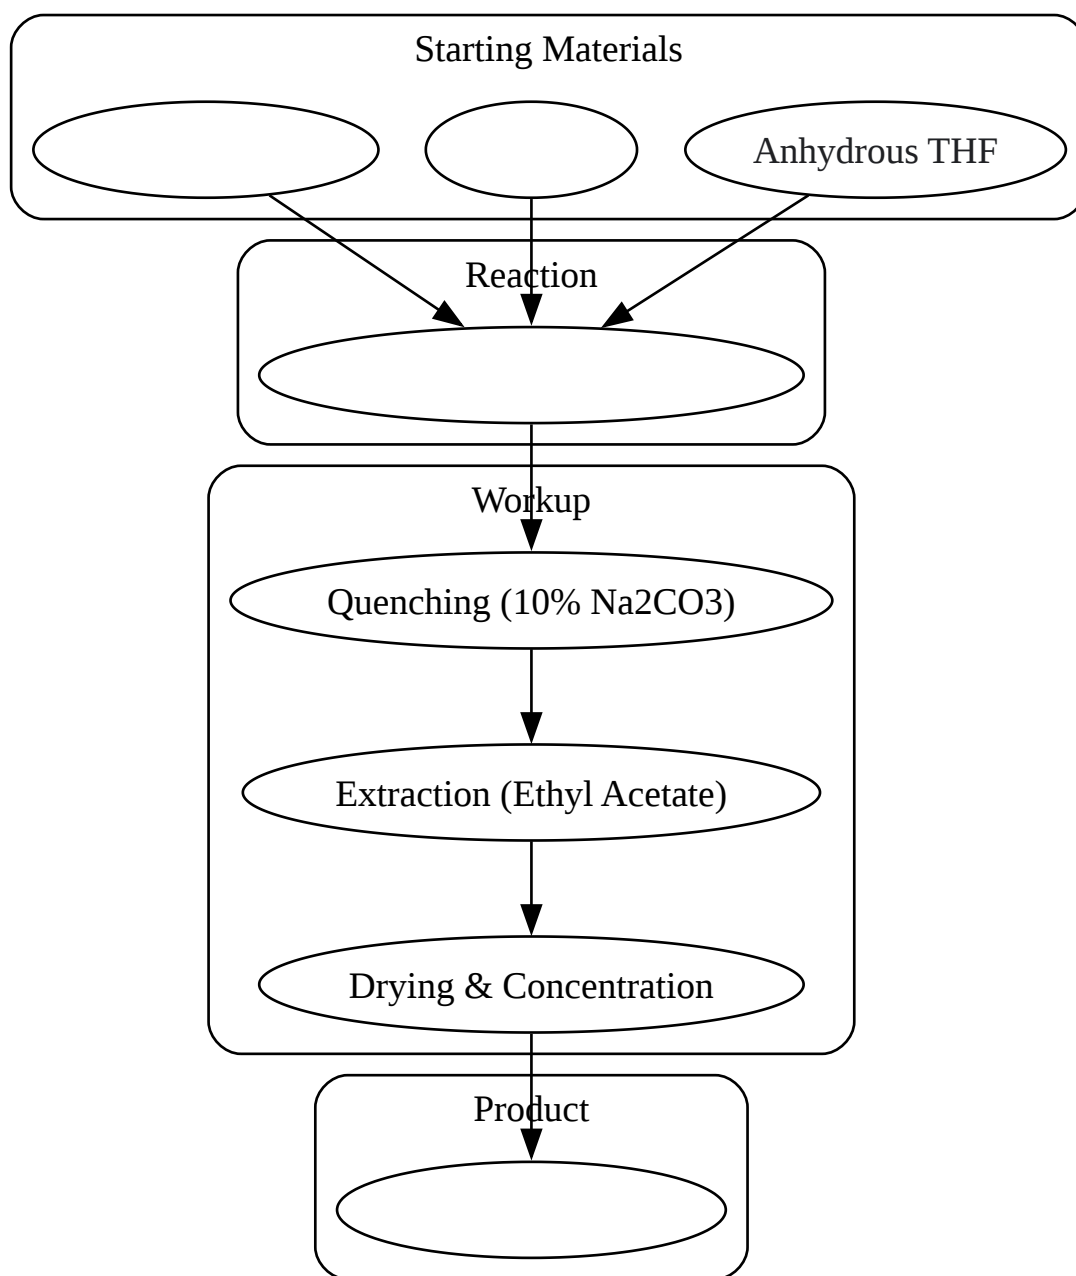 Starting Materials
Anhydrous THF
Reaction
Workup
Quenching (10% Na2CO3)
Extraction (Ethyl Acetate)
Drying & Concentration
Product